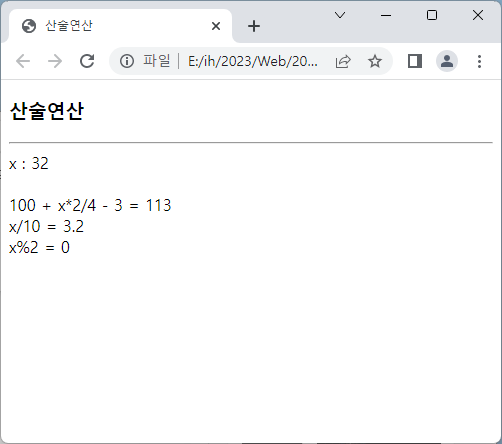 산술연산
파일
E:/ih/2023/Web/20...
산술연산
x : 32
100 + x*2/4 - 3 = 113
x/10 = 3.2
x%2 = 0